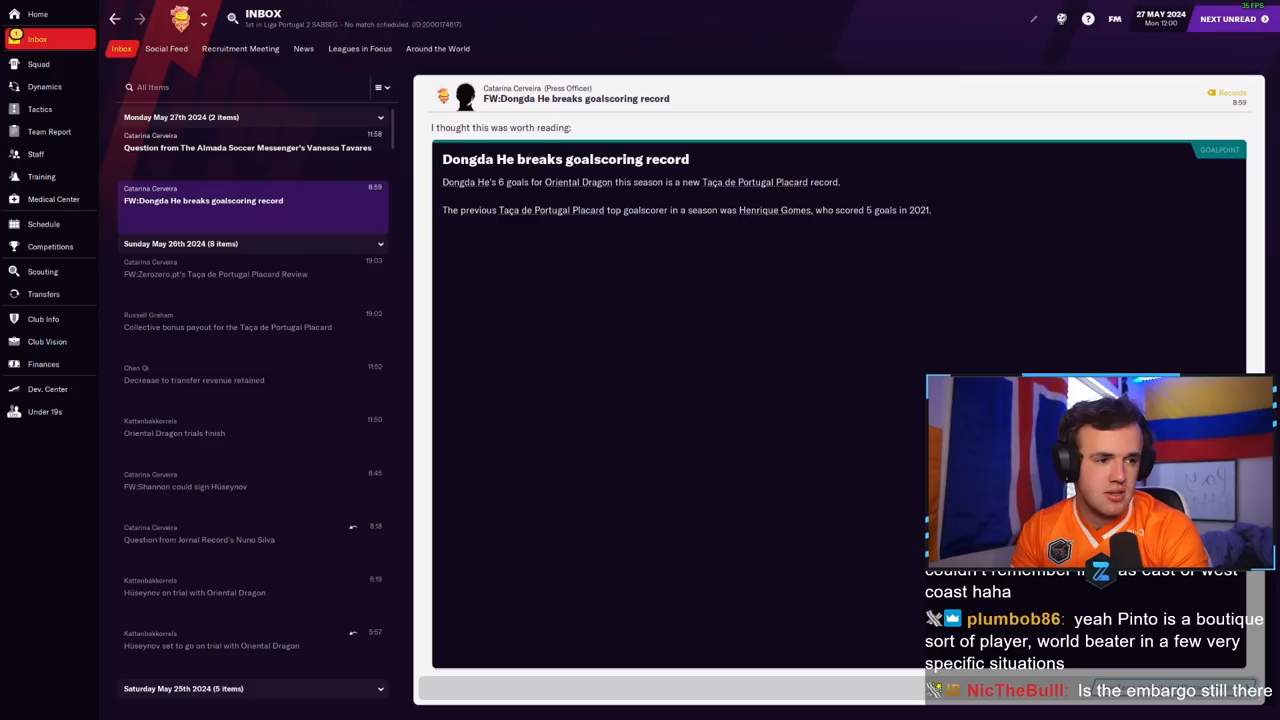 35 FPS
INBOX
1st in Liga Portugal 2 SABSEG - No match scheduled. (ID:2000174617)
FM
27 MAY 2024
Mon 12:00
NEXT UNREAD
Home
1
Inbox
Squad
Dynamics
Tactics
Team Report
Staff
Training
Medical Center
Schedule
Competitions
Scouting
Transfers
Club Info
Club Vision
Finances
Dev. Center
Under 19s
Inbox
Social Feed
Recruitment Meeting
News
Leagues in Focus
Around the World
All Items
Monday May 27th 2024 (2 items)
Catarina Cerveira 11:58
Question from The Almada Soccer Messenger's Vanessa Tavares
Catarina Cerveira 8:59
FW:Dongda He breaks goalscoring record
Sunday May 26th 2024 (8 items)
Catarina Cerveira 19:03
FW:Zerozero.pt's Taça de Portugal Placard Review
Russell Graham 19:02
Collective bonus payout for the Taça de Portugal Placard
Chen Qi 11:52
Decrease to transfer revenue retained
Kattenbakkorrels 11:50
Oriental Dragon trials finish
Catarina Cerveira 8:45
FW:Shannon could sign Hüseynov
Catarina Cerveira 8:18
Question from Jornal Record's Nuno Silva
Kattenbakkorrels 6:19
Hüseynov on trial with Oriental Dragon
Kattenbakkorrels 5:57
Hüseynov set to go on trial with Oriental Dragon
Saturday May 25th 2024 (5 items)
Catarina Cerveira (Press Officer)
FW:Dongda He breaks goalscoring record
Records
8:59
I thought this was worth reading:
GOALPOINT
Dongda He breaks goalscoring record
Dongda He's 6 goals for Oriental Dragon this season is a new Taça de Portugal Placard record.
The previous Taça de Portugal Placard top goalscorer in a season was Henrique Gomes, who scored 5 goals in 2021.
coast haha
plumbob86: yeah Pinto is a boutique
sort of player, world beater in a few very
specific situations
NicTheBulll: Is the embargo still there